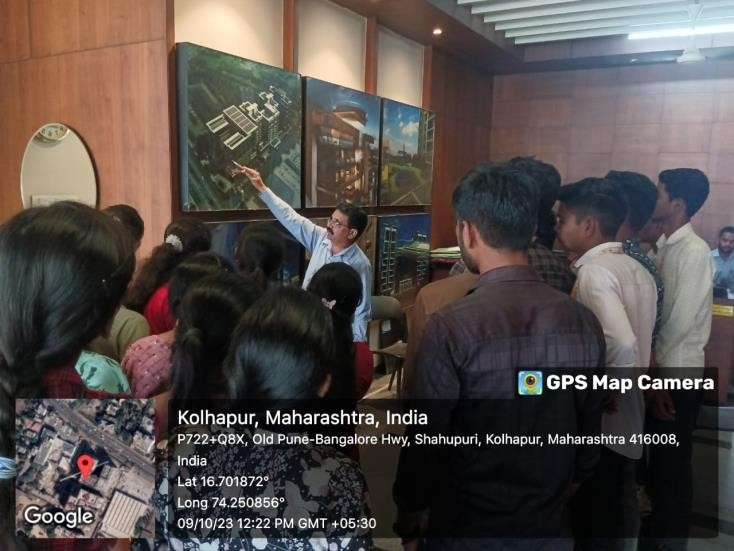 GPS Map Camera
Kolhapur, Maharashtra, India
P722+Q8X, Old Pune-Bangalore Hwy, Shahupuri, Kolhapur, Maharashtra 416008,
India
Lat 16.701872°
Long 74.250856°
09/10/23 12:22 PM GMT +05:30
Google